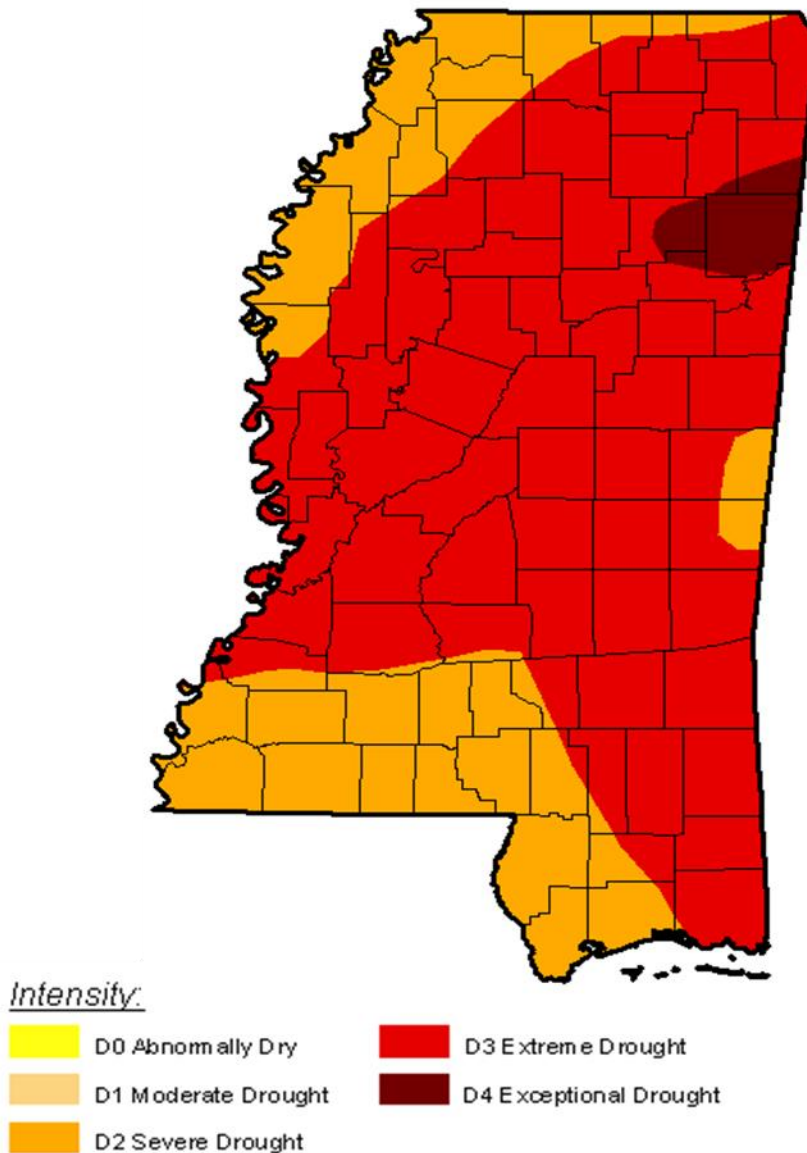 Intensity:
D0 Abnormally Dry
D1 Moderate Drought
D2 Severe Drought
D3 Extreme Drought
D4 Exceptional Drought